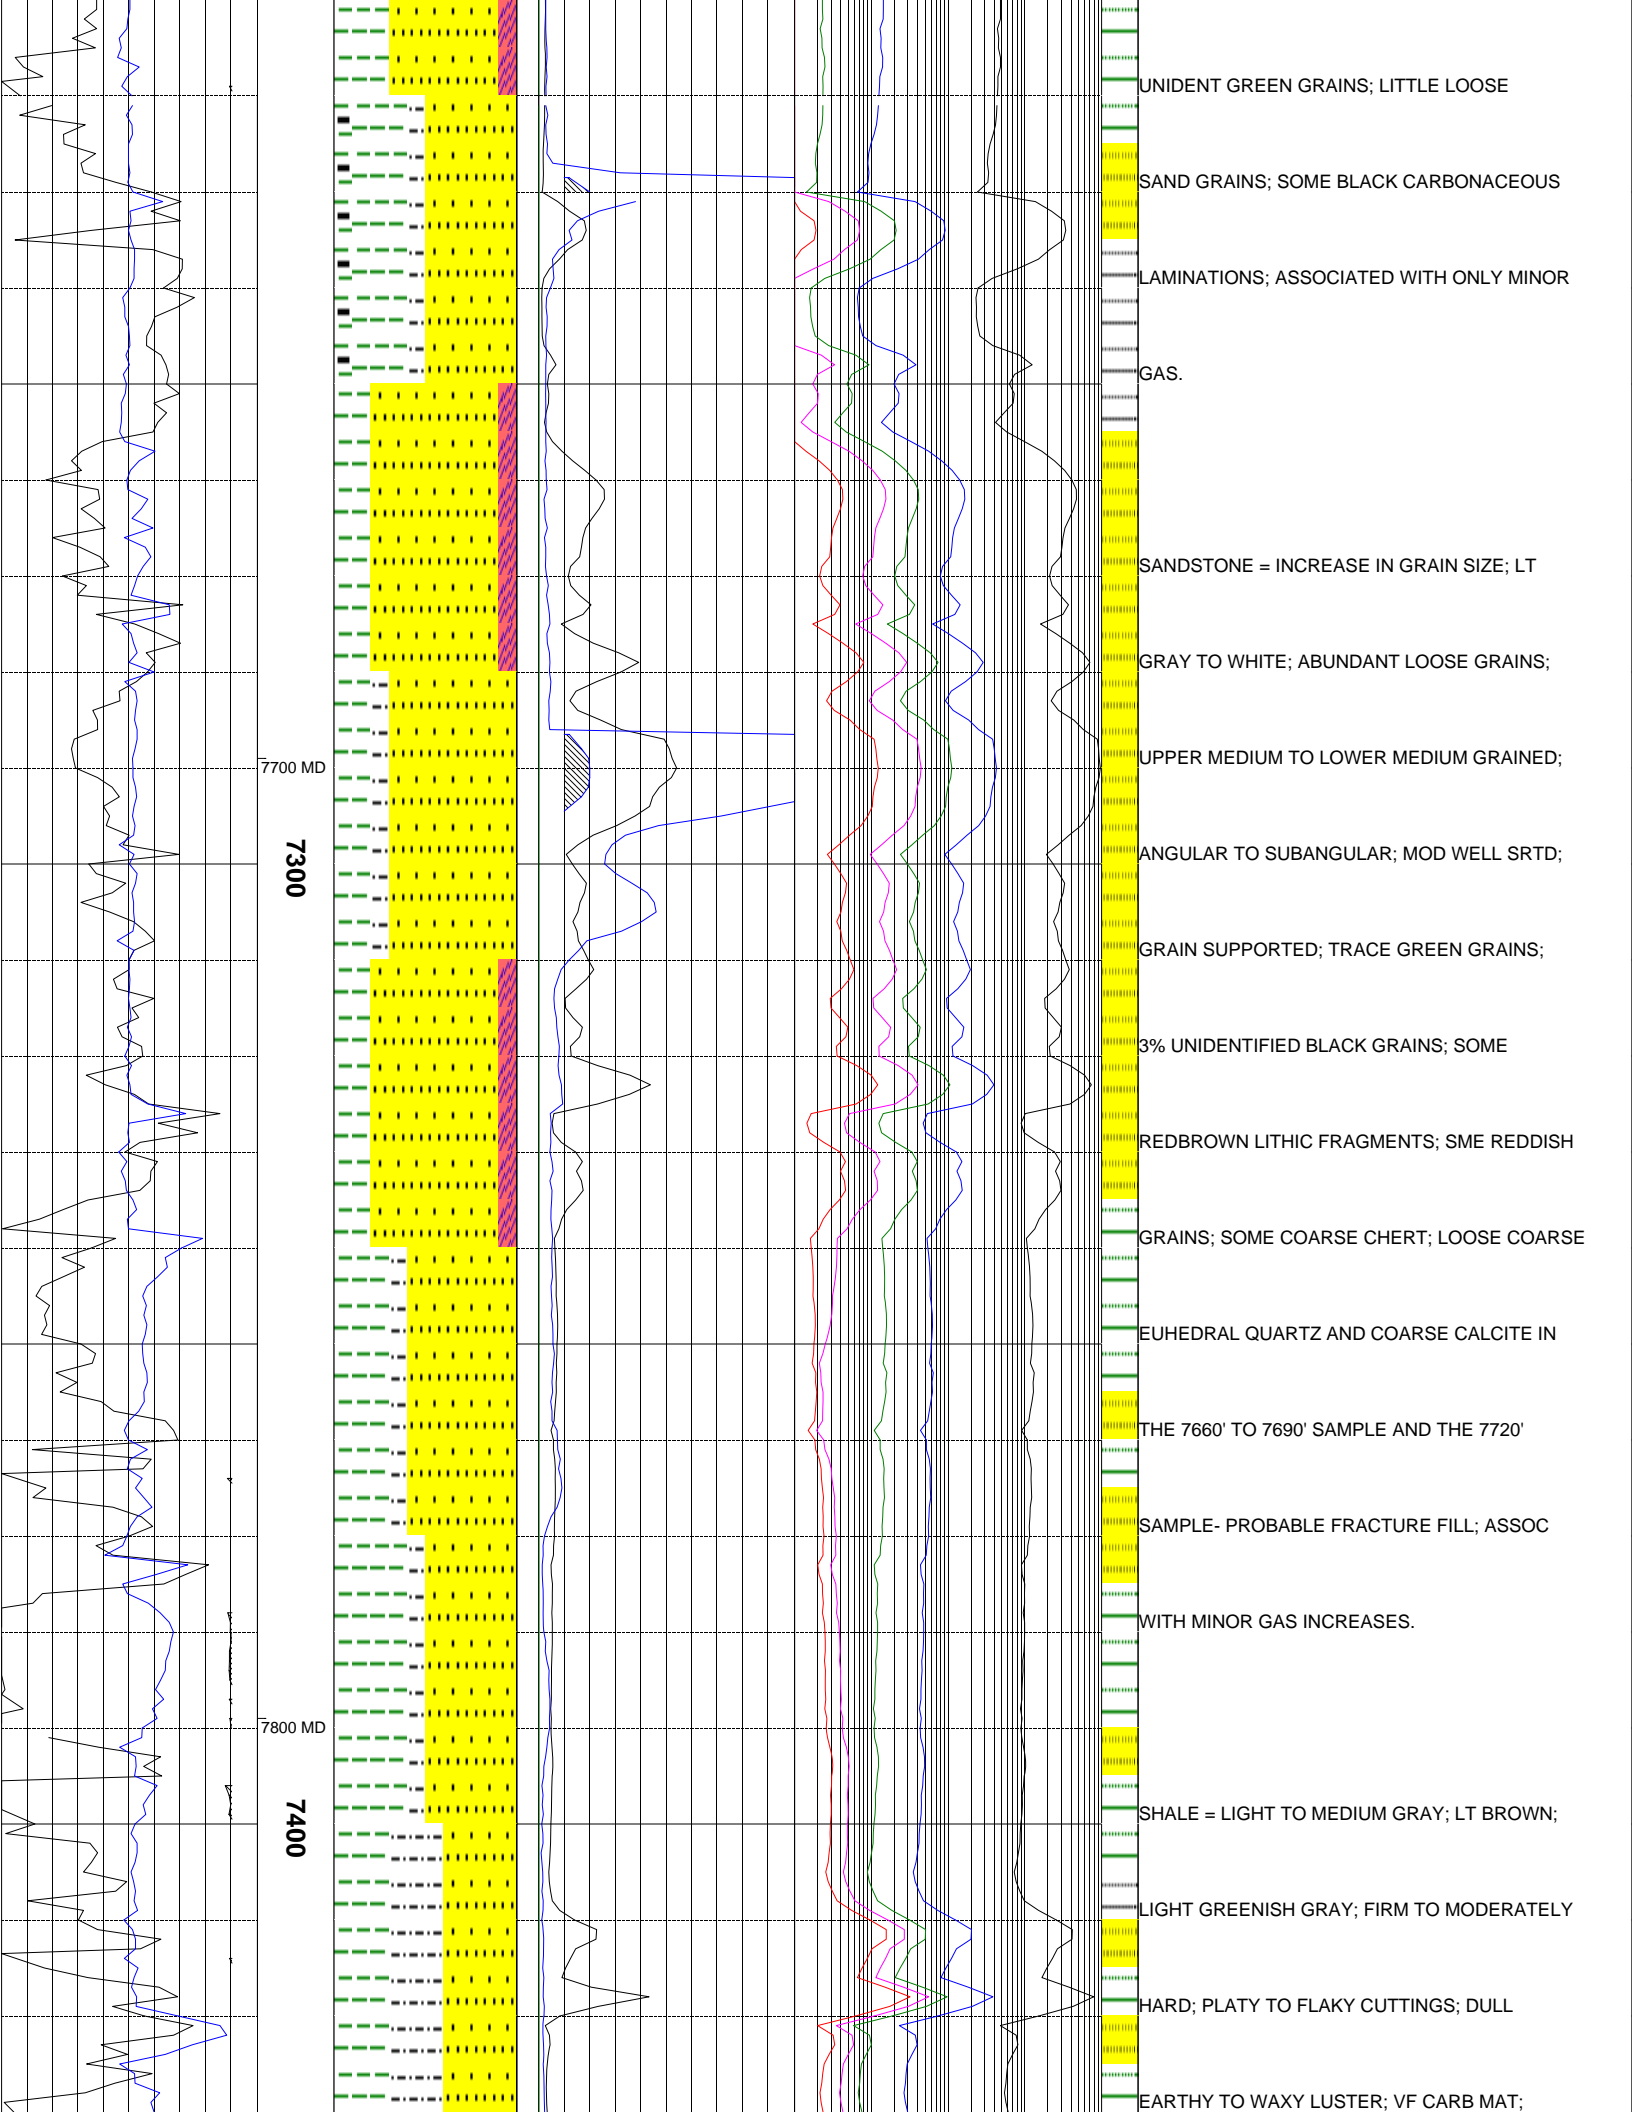 UNIDENT GREEN GRAINS; LITTLE LOOSE
SAND GRAINS; SOME BLACK CARBONACEOUS
LAMINATIONS; ASSOCIATED WITH ONLY MINOR
GAS.
SANDSTONE = INCREASE IN GRAIN SIZE; LT
GRAY TO WHITE; ABUNDANT LOOSE GRAINS;
7700 MD
UPPER MEDIUM TO LOWER MEDIUM GRAINED;
7300
ANGULAR TO SUBANGULAR; MOD WELL SRTD;
GRAIN SUPPORTED; TRACE GREEN GRAINS;
3% UNIDENTIFIED BLACK GRAINS; SOME
REDBROWN LITHIC FRAGMENTS; SME REDDISH
GRAINS; SOME COARSE CHERT; LOOSE COARSE
EUHEDRAL QUARTZ AND COARSE CALCITE IN
THE 7660' TO 7690' SAMPLE AND THE 7720'
SAMPLE- PROBABLE FRACTURE FILL; ASSOC
WITH MINOR GAS INCREASES.
7800 MD
7400
SHALE = LIGHT TO MEDIUM GRAY; LT BROWN;
LIGHT GREENISH GRAY; FIRM TO MODERATELY
HARD; PLATY TO FLAKY CUTTINGS; DULL
EARTHY TO WAXY LUSTER; VF CARB MAT;